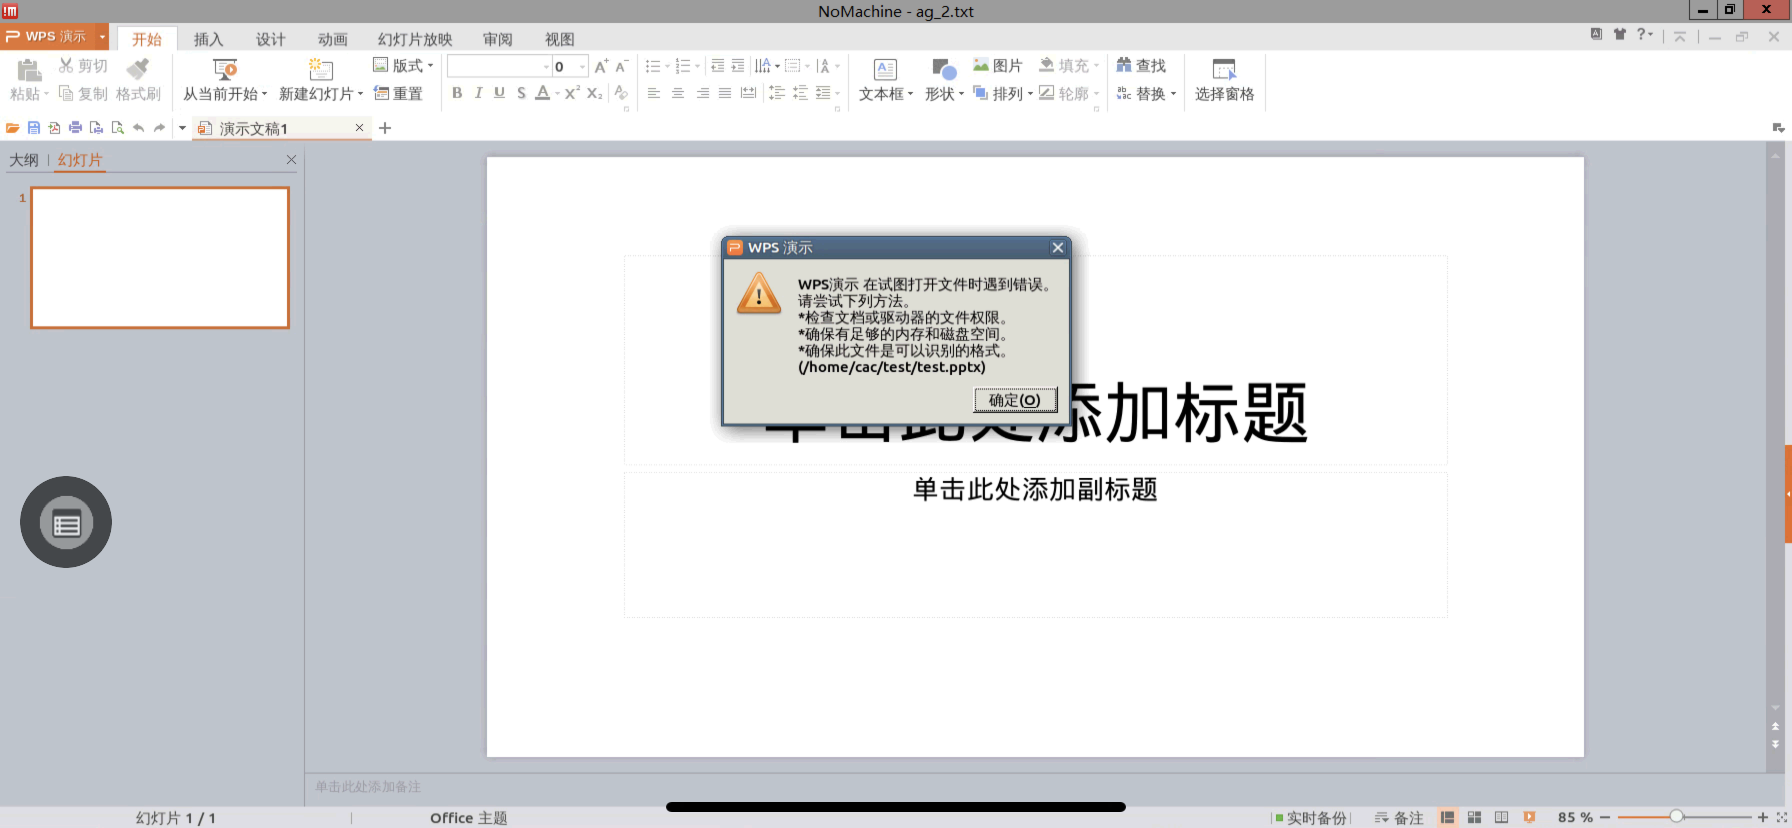 NoMachine - ag_2.txt
WPS 演示
开始 插入 设计 动画 幻灯片放映 审阅 视图
粘贴 剪切 复制 格式刷
从当前开始 新建幻灯片 版式 重置
0
B I U S A X² X₂
文本框 形状 图片 排列 填充 轮廓
查找 替换 选择窗格
演示文稿1
大纲 幻灯片
1
WPS 演示
WPS演示 在试图打开文件时遇到错误。
请尝试下列方法。
*检查文档或驱动器的文件权限。
*确保有足够的内存和磁盘空间。
*确保此文件是可以识别的格式。
(/home/cac/test/test.pptx)
确定(O)
单击此处添加标题
单击此处添加副标题
单击此处添加备注
幻灯片 1 / 1
Office 主题
实时备份 备注 85 %